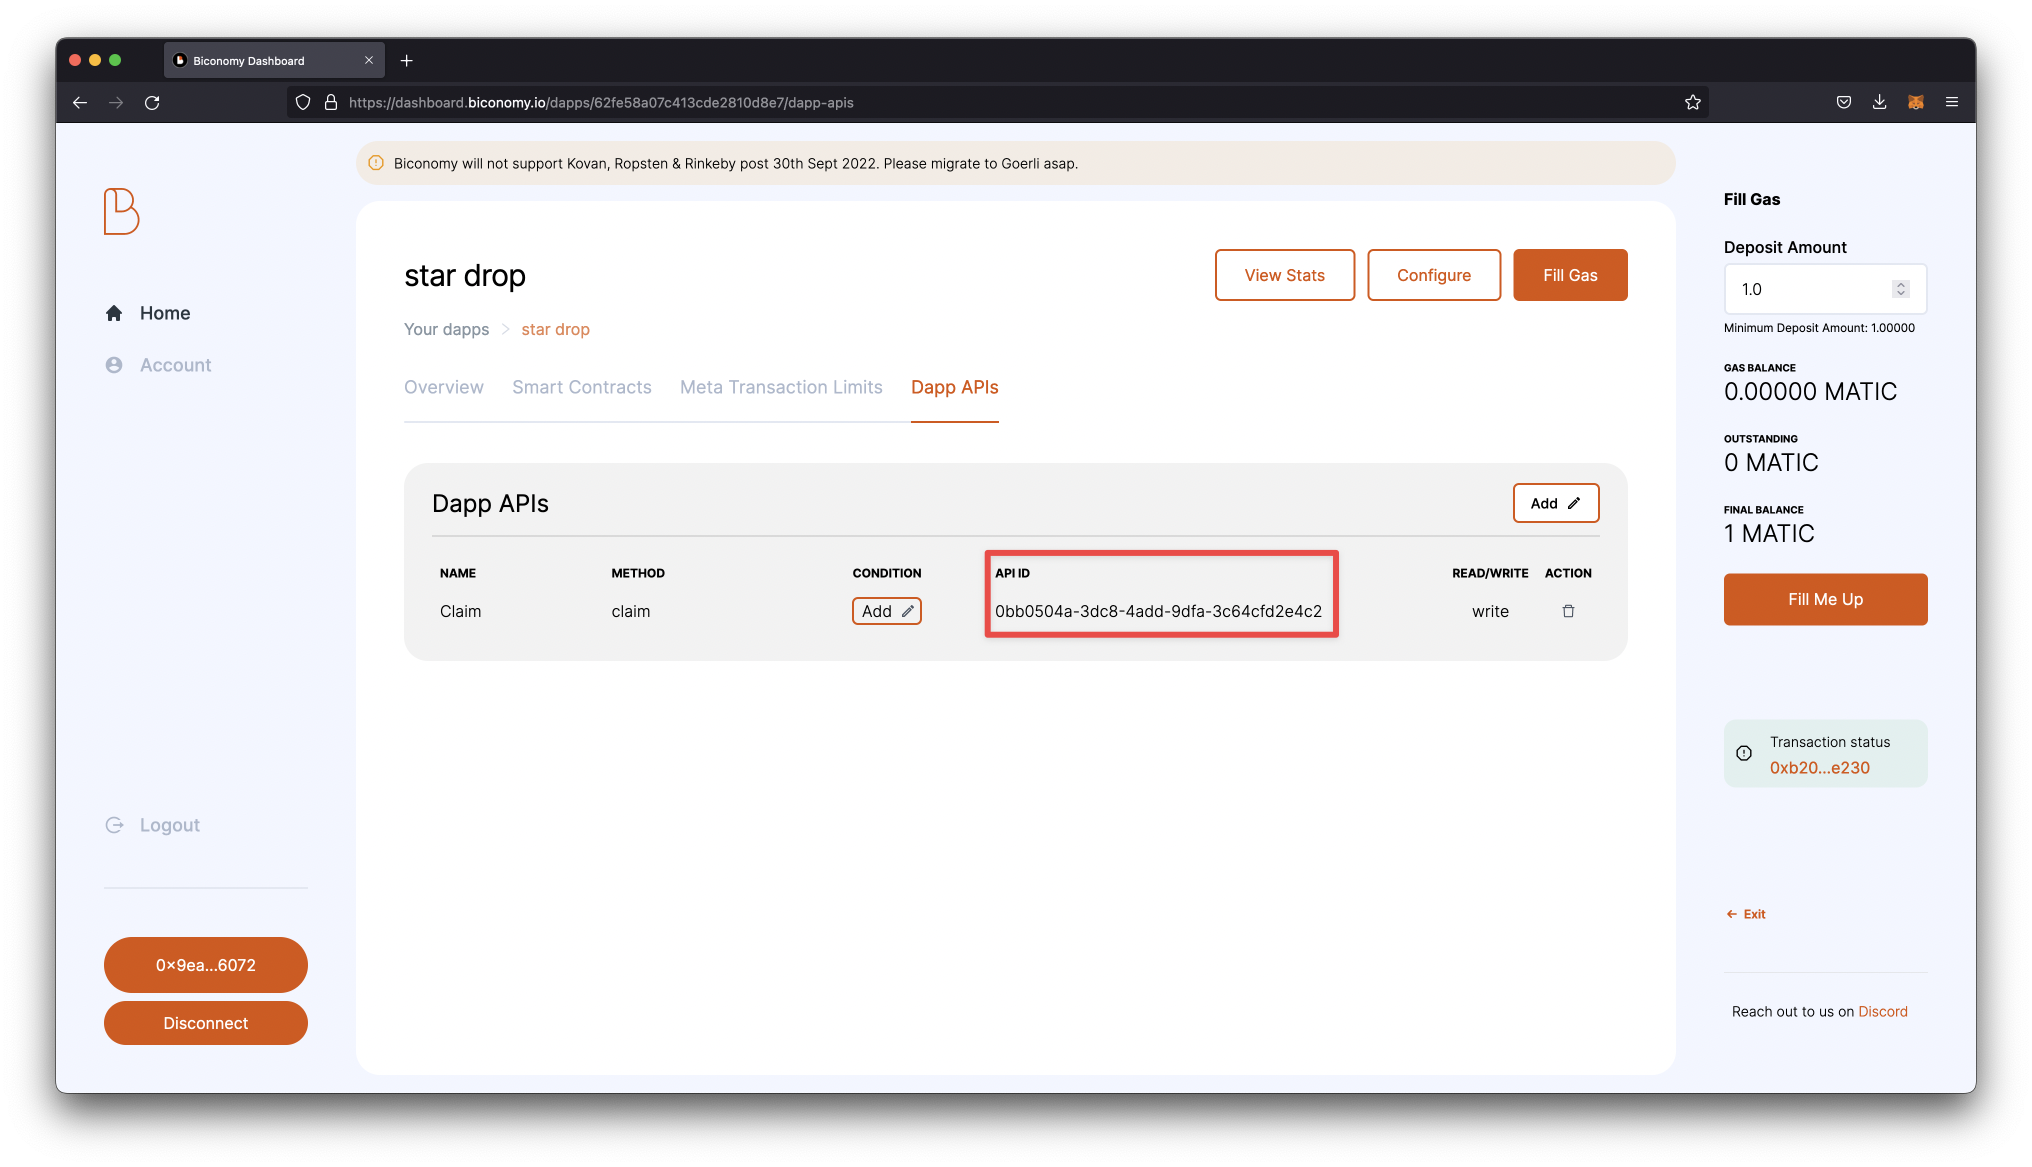 Biconomy Dashboard
https://dashboard.biconomy.io/dapps/62fe58a07c413cde2810d8e7/dapp-apis
Biconomy will not support Kovan, Ropsten & Rinkeby post 30th Sept 2022. Please migrate to Goerli asap.
Home
Account
Logout
0x9ea...6072
Disconnect
star drop
View Stats
Configure
Fill Gas
Your dapps > star drop
Overview Smart Contracts Meta Transaction Limits Dapp APIs
Dapp APIs
Add
NAME METHOD CONDITION API ID READ/WRITE ACTION
Claim claim Add 0bb0504a-3dc8-4add-9dfa-3c64cfd2e4c2 write
Fill Gas
Deposit Amount
1.0
Minimum Deposit Amount: 1.00000
GAS BALANCE
0.00000 MATIC
OUTSTANDING
0 MATIC
FINAL BALANCE
1 MATIC
Fill Me Up
Transaction status
0xb20...e230
Exit
Reach out to us on Discord